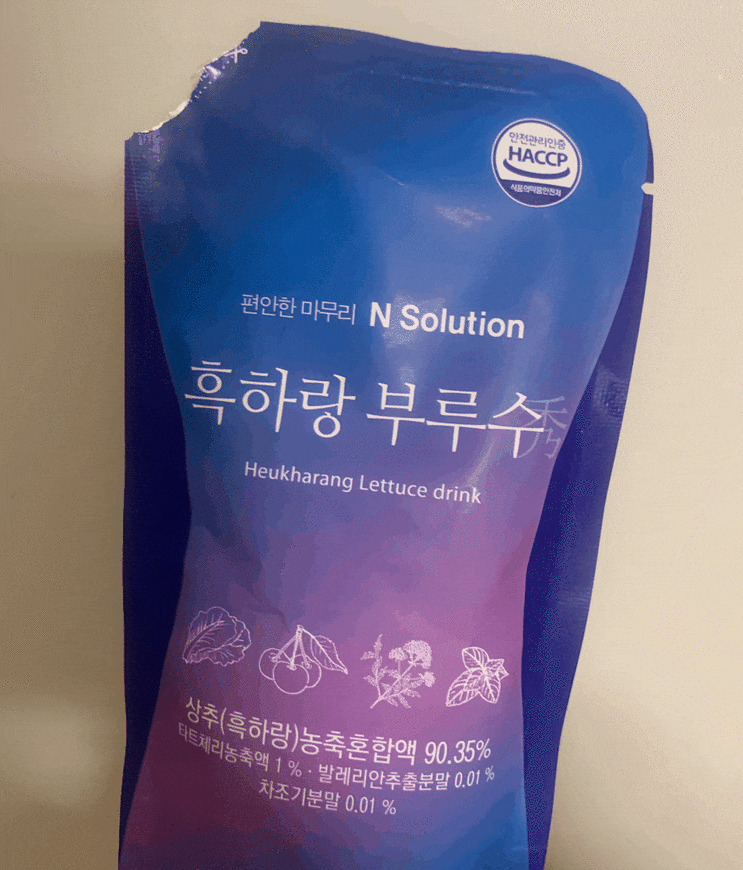 안전관리인증
HACCP
식품의약품안전처
편안한 마무리 N Solution
흑하랑 부루수秀
Heukharang Lettuce drink
상추(흑하랑)농축혼합액 90.35%
타트체리농축액 1 % · 발레리안추출분말 0.01 %
차조기분말 0.01 %